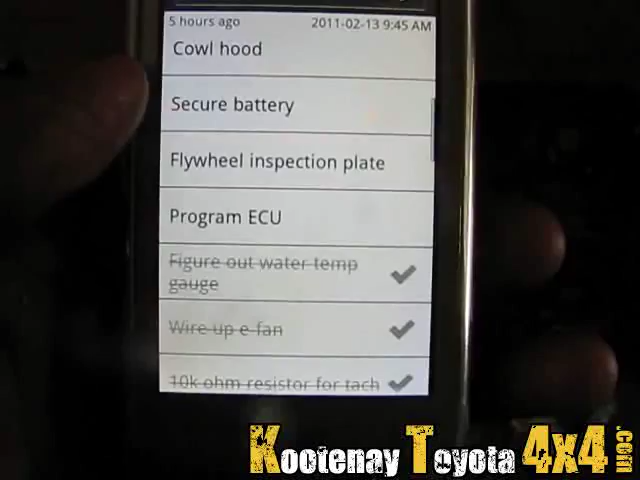 5 hours ago 2011-02-13 9:45 AM
Cowl hood
Secure battery
Flywheel inspection plate
Program ECU
Figure out water temp
gauge
Wire up e-fan
10k ohm resistor for tach
Kootenay Toyota 4x4.com